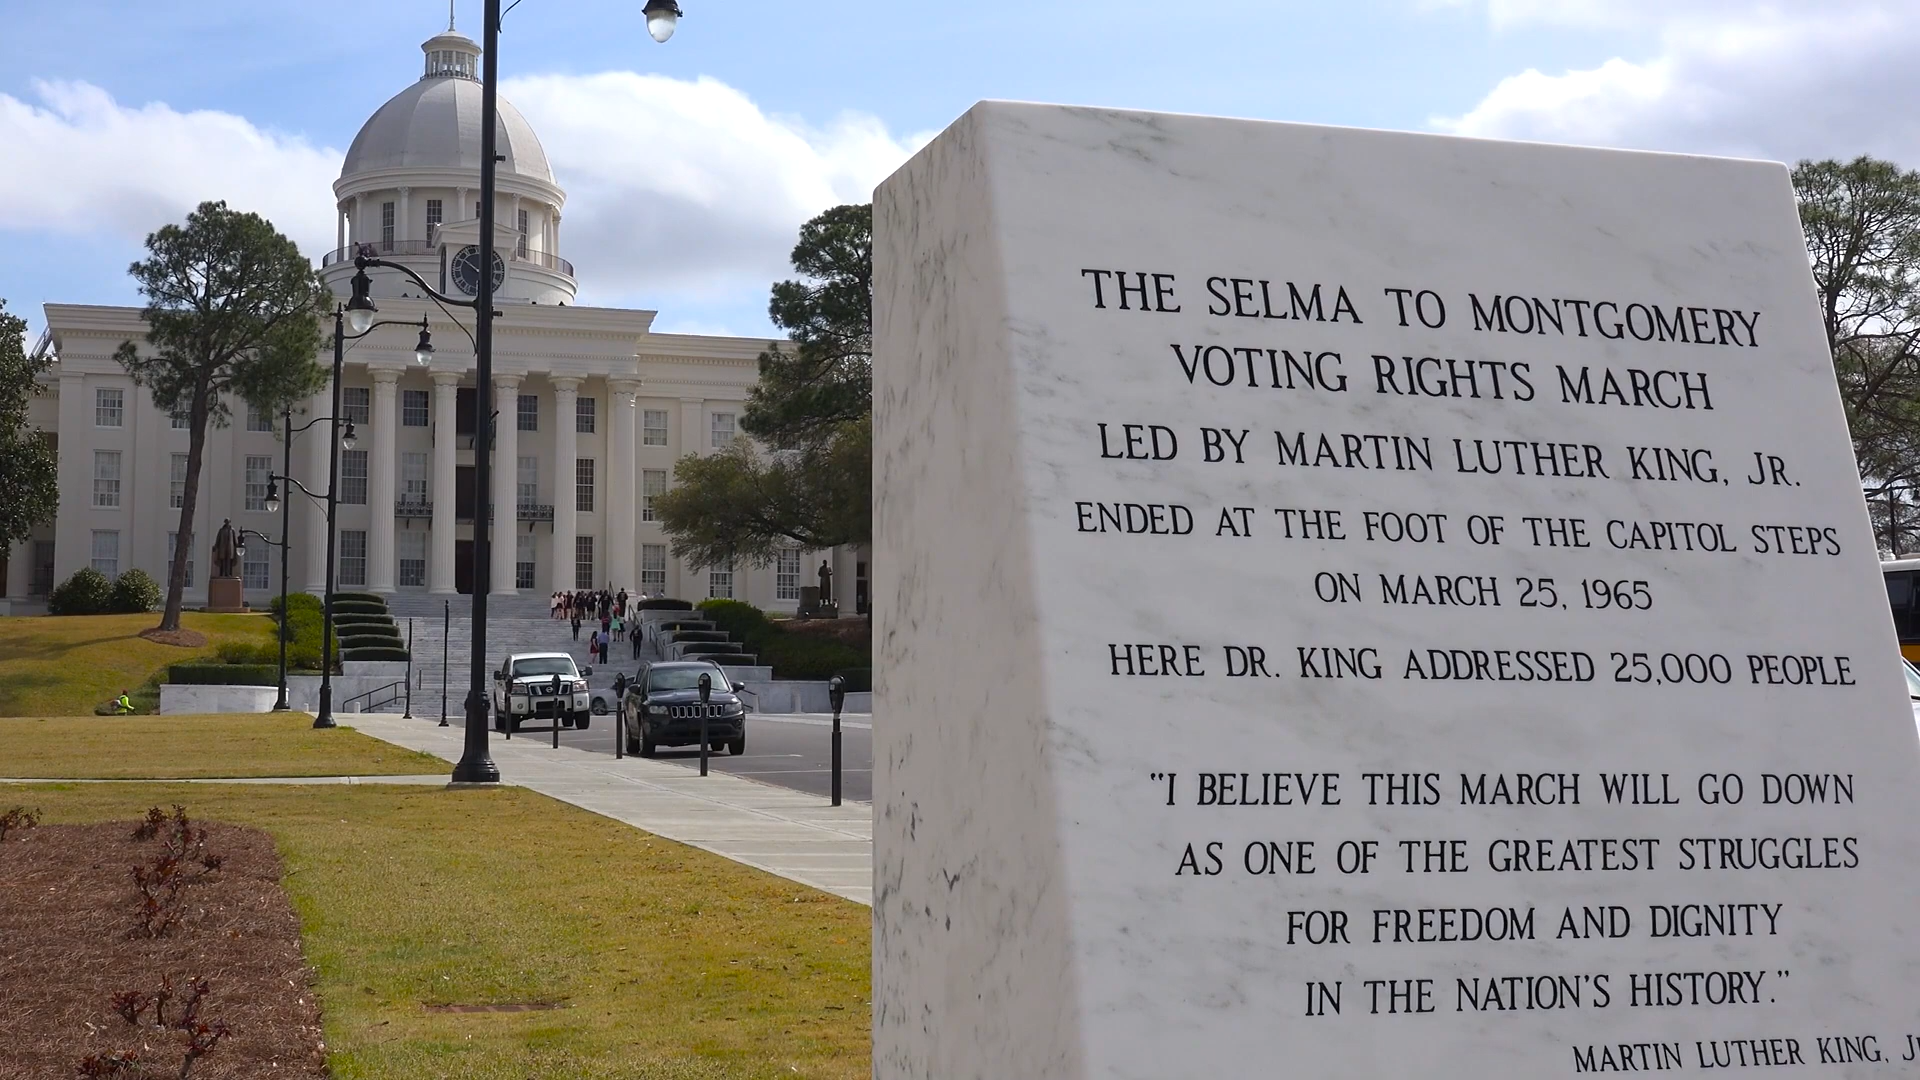 THE SELMA TO MONTGOMERY
VOTING RIGHTS MARCH
LED BY MARTIN LUTHER KING, JR.
ENDED AT THE FOOT OF THE CAPITOL STEPS
ON MARCH 25, 1965
HERE DR. KING ADDRESSED 25,000 PEOPLE
"I BELIEVE THIS MARCH WILL GO DOWN
AS ONE OF THE GREATEST STRUGGLES
FOR FREEDOM AND DIGNITY
IN THE NATION'S HISTORY."
MARTIN LUTHER KING, J